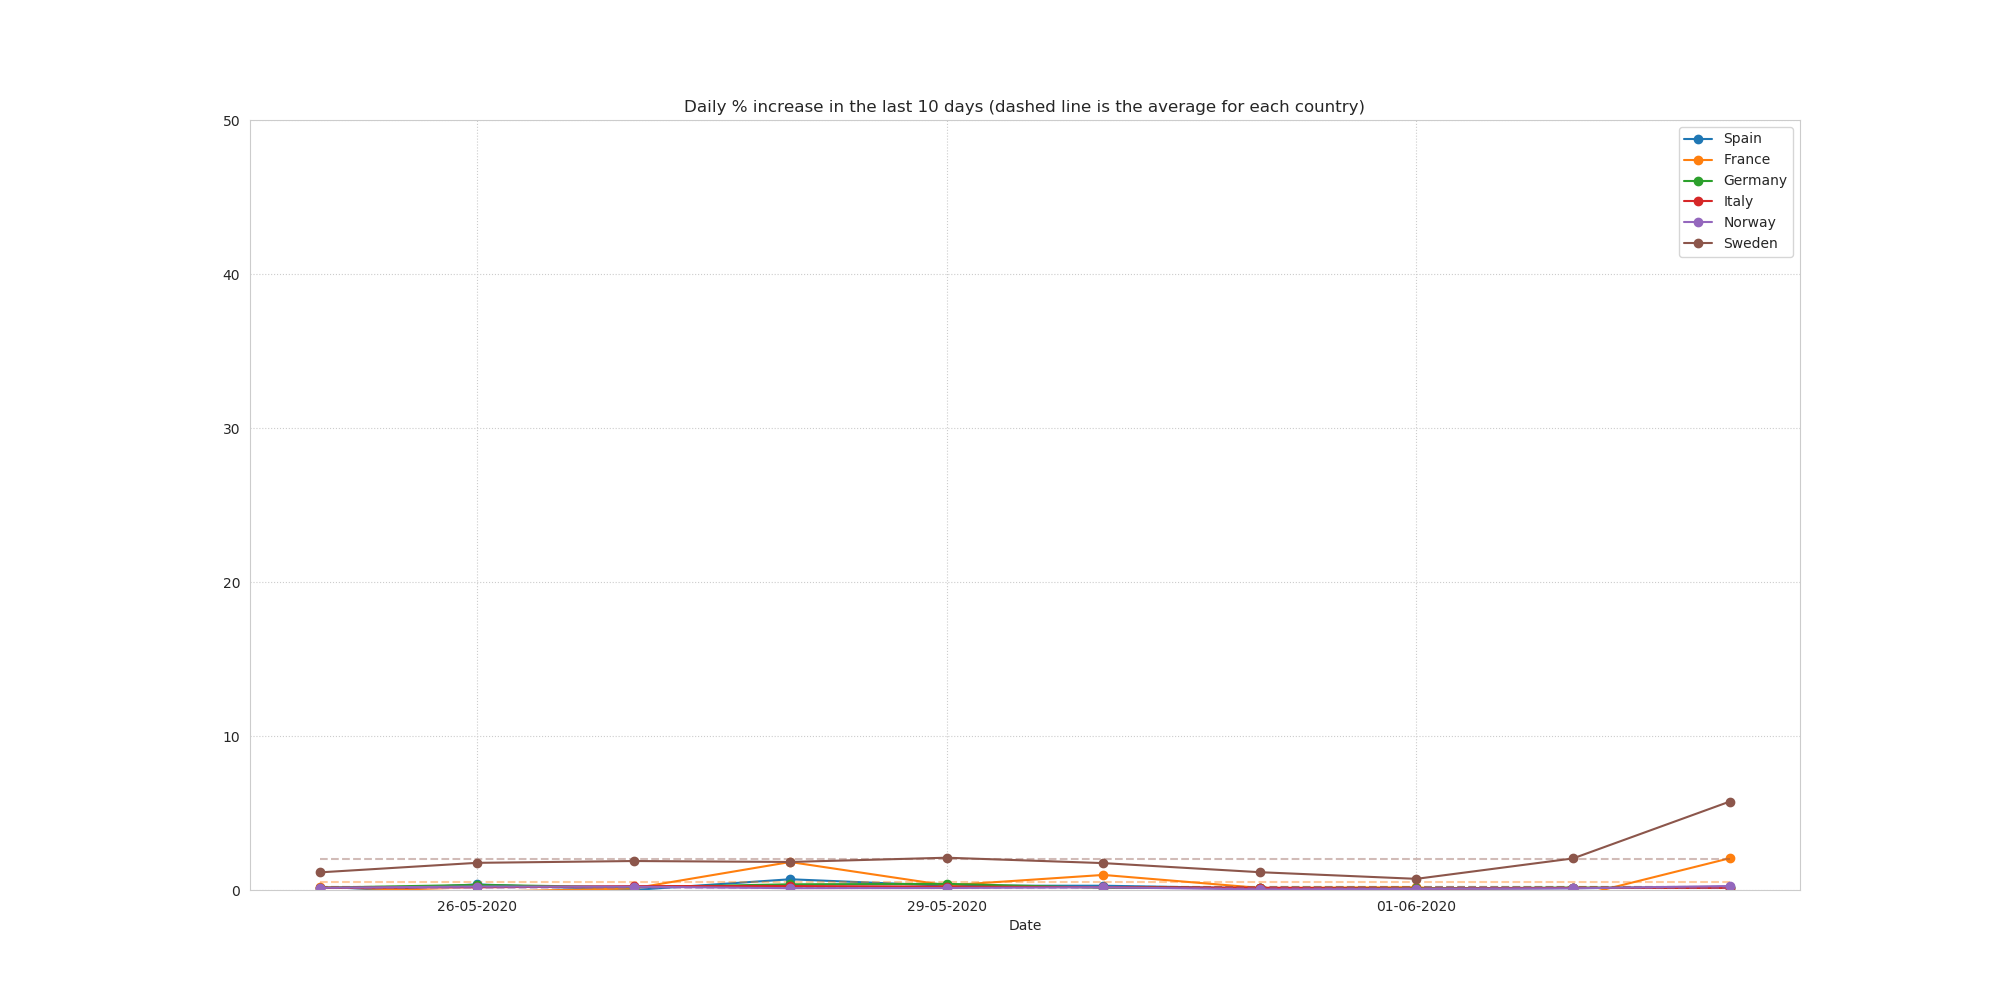 Daily % increase in the last 10 days (dashed line is the average for each country)
50
40
30
20
10
0
Spain
France
Germany
Italy
Norway
Sweden
26-05-2020
29-05-2020
01-06-2020
Date